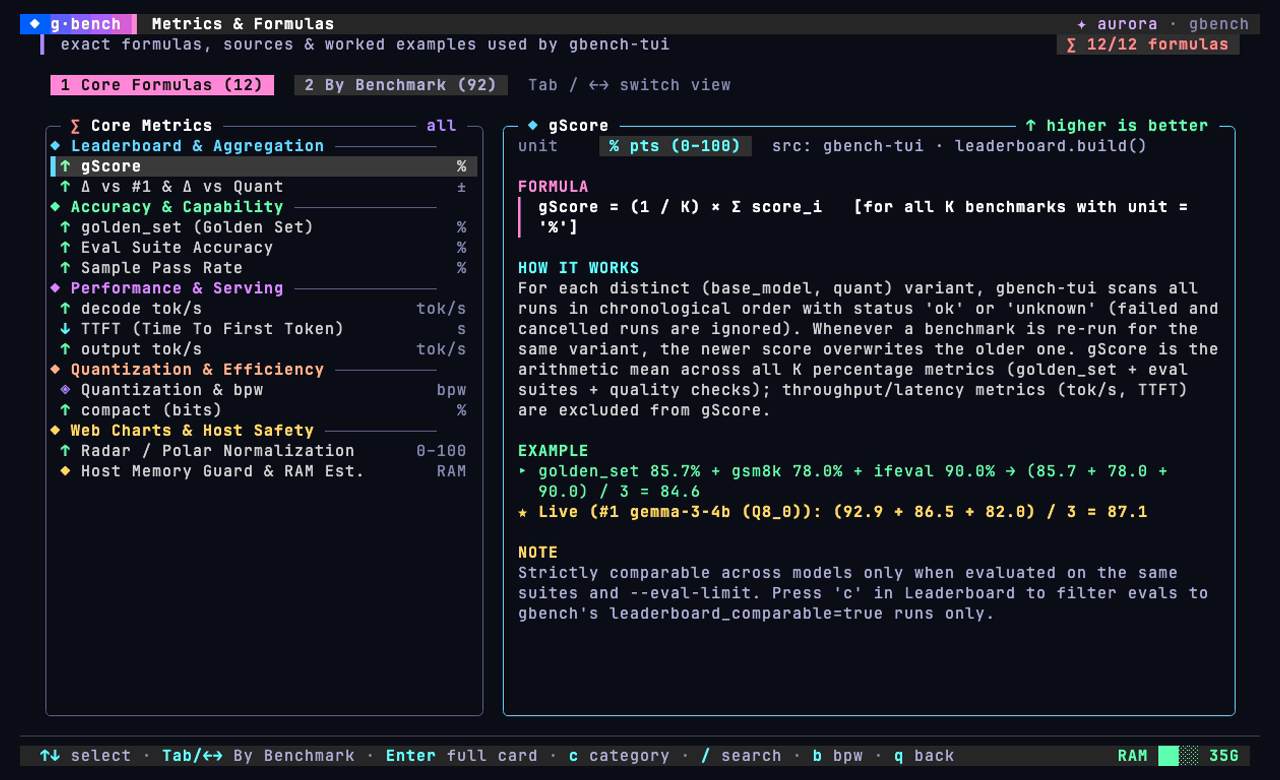 ◆ g·bench Metrics & Formulas ✦ aurora · gbench
exact formulas, sources & worked examples used by gbench-tui ∑ 12/12 formulas
1 Core Formulas (12) 2 By Benchmark (92) Tab / ←→ switch view
∑ Core Metrics all
◆ Leaderboard & Aggregation
↑ gScore %
↑ Δ vs #1 & Δ vs Quant ±
◆ Accuracy & Capability
↑ golden_set (Golden Set) %
↑ Eval Suite Accuracy %
↑ Sample Pass Rate %
◆ Performance & Serving
↑ decode tok/s tok/s
↓ TTFT (Time To First Token) s
↑ output tok/s tok/s
◆ Quantization & Efficiency
◈ Quantization & bpw bpw
↑ compact (bits) %
◆ Web Charts & Host Safety
↑ Radar / Polar Normalization 0–100
◆ Host Memory Guard & RAM Est. RAM
◆ gScore ↑ higher is better
unit % pts (0–100) src: gbench-tui · leaderboard.build()
FORMULA
gScore = (1 / K) × Σ score_i [for all K benchmarks with unit =
'%']
HOW IT WORKS
For each distinct (base_model, quant) variant, gbench-tui scans all
runs in chronological order with status 'ok' or 'unknown' (failed and
cancelled runs are ignored). Whenever a benchmark is re-run for the
same variant, the newer score overwrites the older one. gScore is the
arithmetic mean across all K percentage metrics (golden_set + eval
suites + quality checks); throughput/latency metrics (tok/s, TTFT)
are excluded from gScore.
EXAMPLE
‣ golden_set 85.7% + gsm8k 78.0% + ifeval 90.0% → (85.7 + 78.0 +
90.0) / 3 = 84.6
★ Live (#1 gemma-3-4b (Q8_0)): (92.9 + 86.5 + 82.0) / 3 = 87.1
NOTE
Strictly comparable across models only when evaluated on the same
suites and --eval-limit. Press 'c' in Leaderboard to filter evals to
gbench's leaderboard_comparable=true runs only.
↑↓ select · Tab/←→ By Benchmark · Enter full card · c category · / search · b bpw · q back RAM 35G